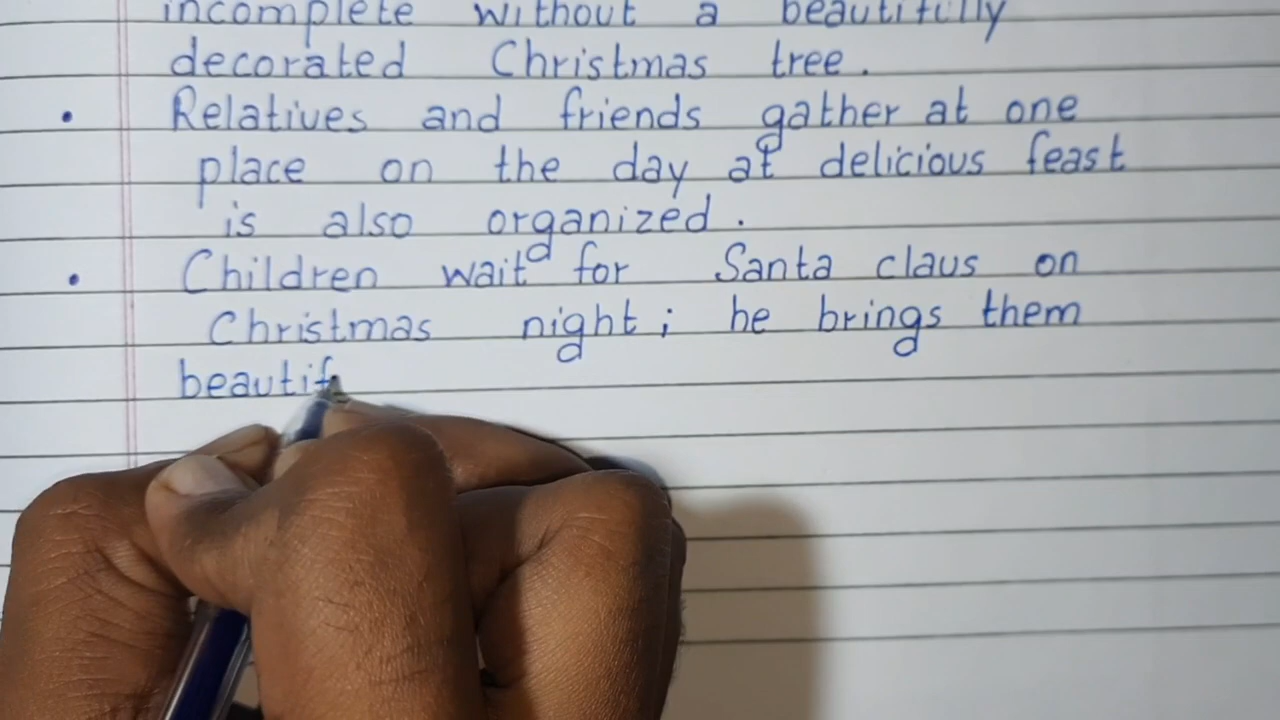 incomplete without a beautifully
decorated Christmas tree.
• Relatives and friends gather at one
place on the day at delicious feast
is also organized.
• Children wait for Santa claus on
Christmas night; he brings them
beautif